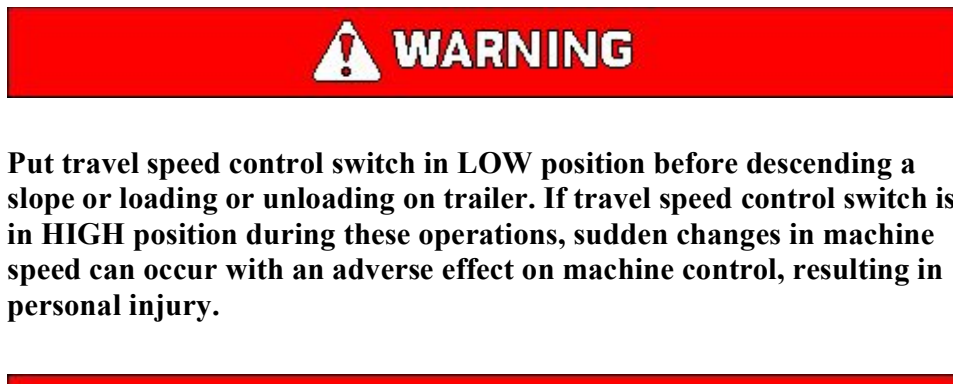 WARNING
Put travel speed control switch in LOW position before descending a
slope or loading or unloading on trailer. If travel speed control switch is
in HIGH position during these operations, sudden changes in machine
speed can occur with an adverse effect on machine control, resulting in
personal injury.